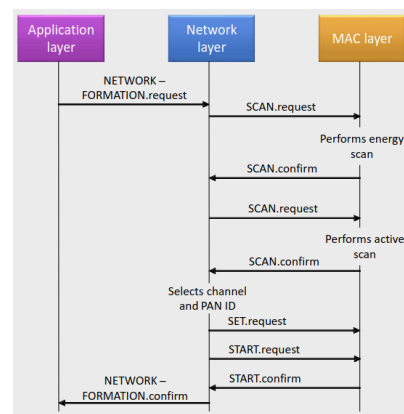 Application
layer
Network
layer
MAC layer
NETWORK –
FORMATION.request
SCAN.request
Performs energy
scan
SCAN.confirm
SCAN.request
Performs active
scan
SCAN.confirm
Selects channel
and PAN ID
SET.request
START.request
START.confirm
NETWORK –
FORMATION.confirm